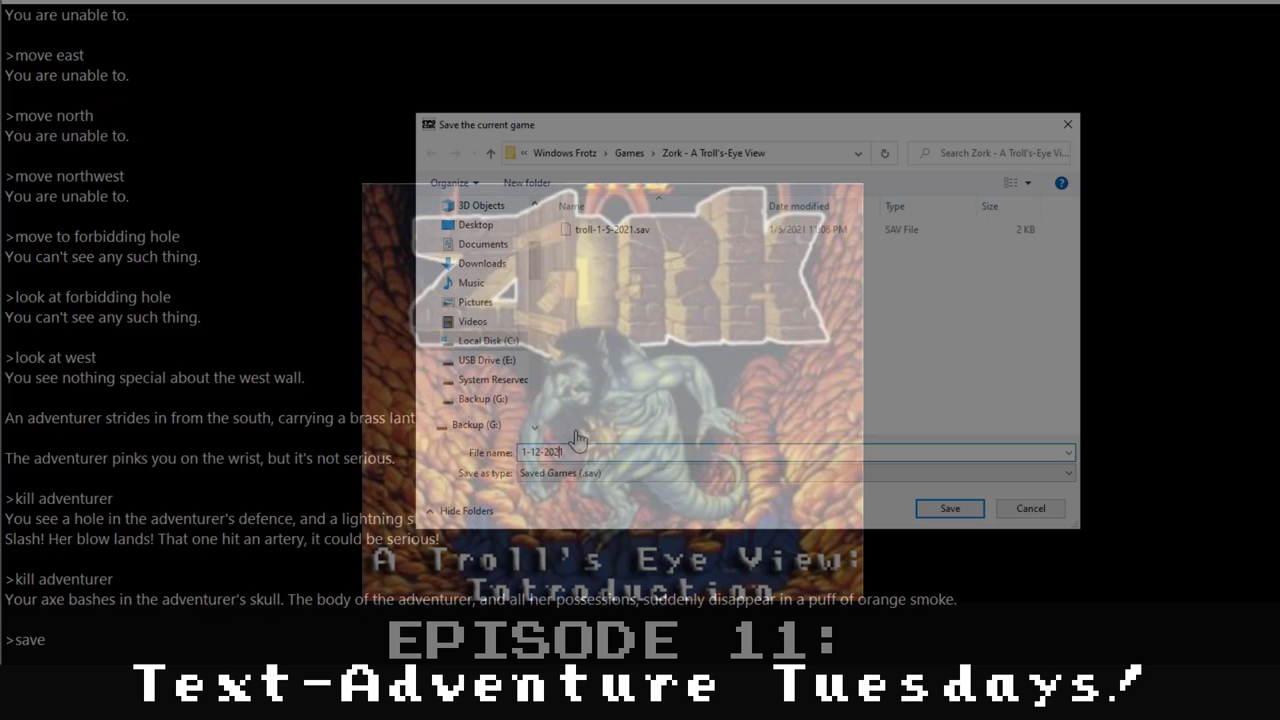 You are unable to.
>move east
You are unable to.
>move north
You are unable to.
>move northwest
You are unable to.
>move to forbidding hole
You can't see any such thing.
>look at forbidding hole
You can't see any such thing.
>look at west
You see nothing special about the west wall.
An adventurer strides in from the south, carrying a brass lant
The adventurer pinks you on the wrist, but it's not serious.
>kill adventurer
You see a hole in the adventurer's defence, and a lightning s
Slash! Her blow lands! That one hit an artery, it could be serious!
>kill adventurer
Your axe bashes in the adventurer's skull. The body of the adventurer, and all her possessions, suddenly disappear in a puff of orange smoke.
>save
Save the current game
« Windows Frotz > Games > Zork - A Troll's-Eye View
Search Zork - A Troll's-Eye Vi...
Organize
New folder
Name Date modified Type Size
troll-1-5-2021.sav 1/5/2021 11:06 PM SAV File 2 KB
3D Objects
Desktop
Documents
Downloads
Music
Pictures
Videos
Local Disk (C:)
USB Drive (E:)
System Reserved
Backup (G:)
Backup (G:)
File name: 1-12-2021
Save as type: Saved Games (.sav)
Hide Folders
Save
Cancel
ZORK
A Troll's Eye View:
Introduction
EPISODE 11:
Text-Adventure Tuesdays!